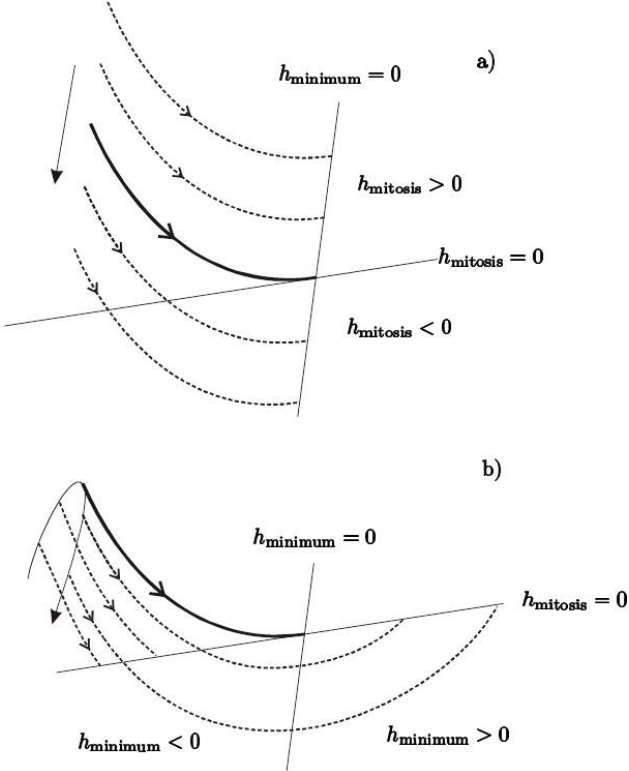 a)
h_minimum = 0
h_mitosis > 0
h_mitosis = 0
h_mitosis < 0
b)
h_minimum = 0
h_mitosis = 0
h_minimum < 0
h_minimum > 0